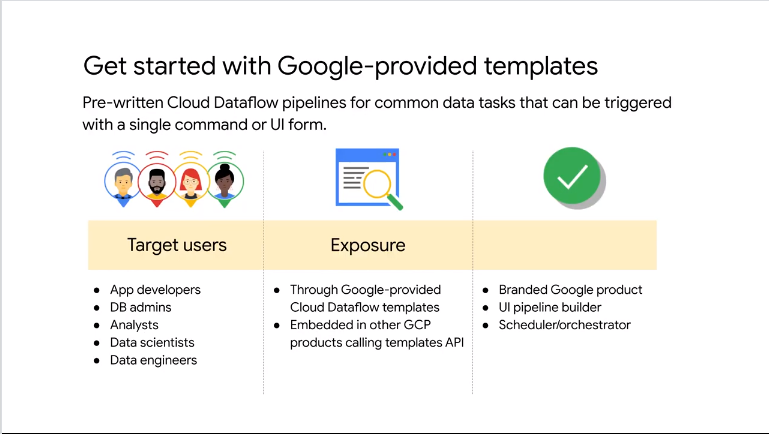 Get started with Google-provided templates
Pre-written Cloud Dataflow pipelines for common data tasks that can be triggered
with a single command or UI form.
Target users
● App developers
● DB admins
● Analysts
● Data scientists
● Data engineers
Exposure
● Through Google-provided
Cloud Dataflow templates
● Embedded in other GCP
products calling templates API
● Branded Google product
● UI pipeline builder
● Scheduler/orchestrator